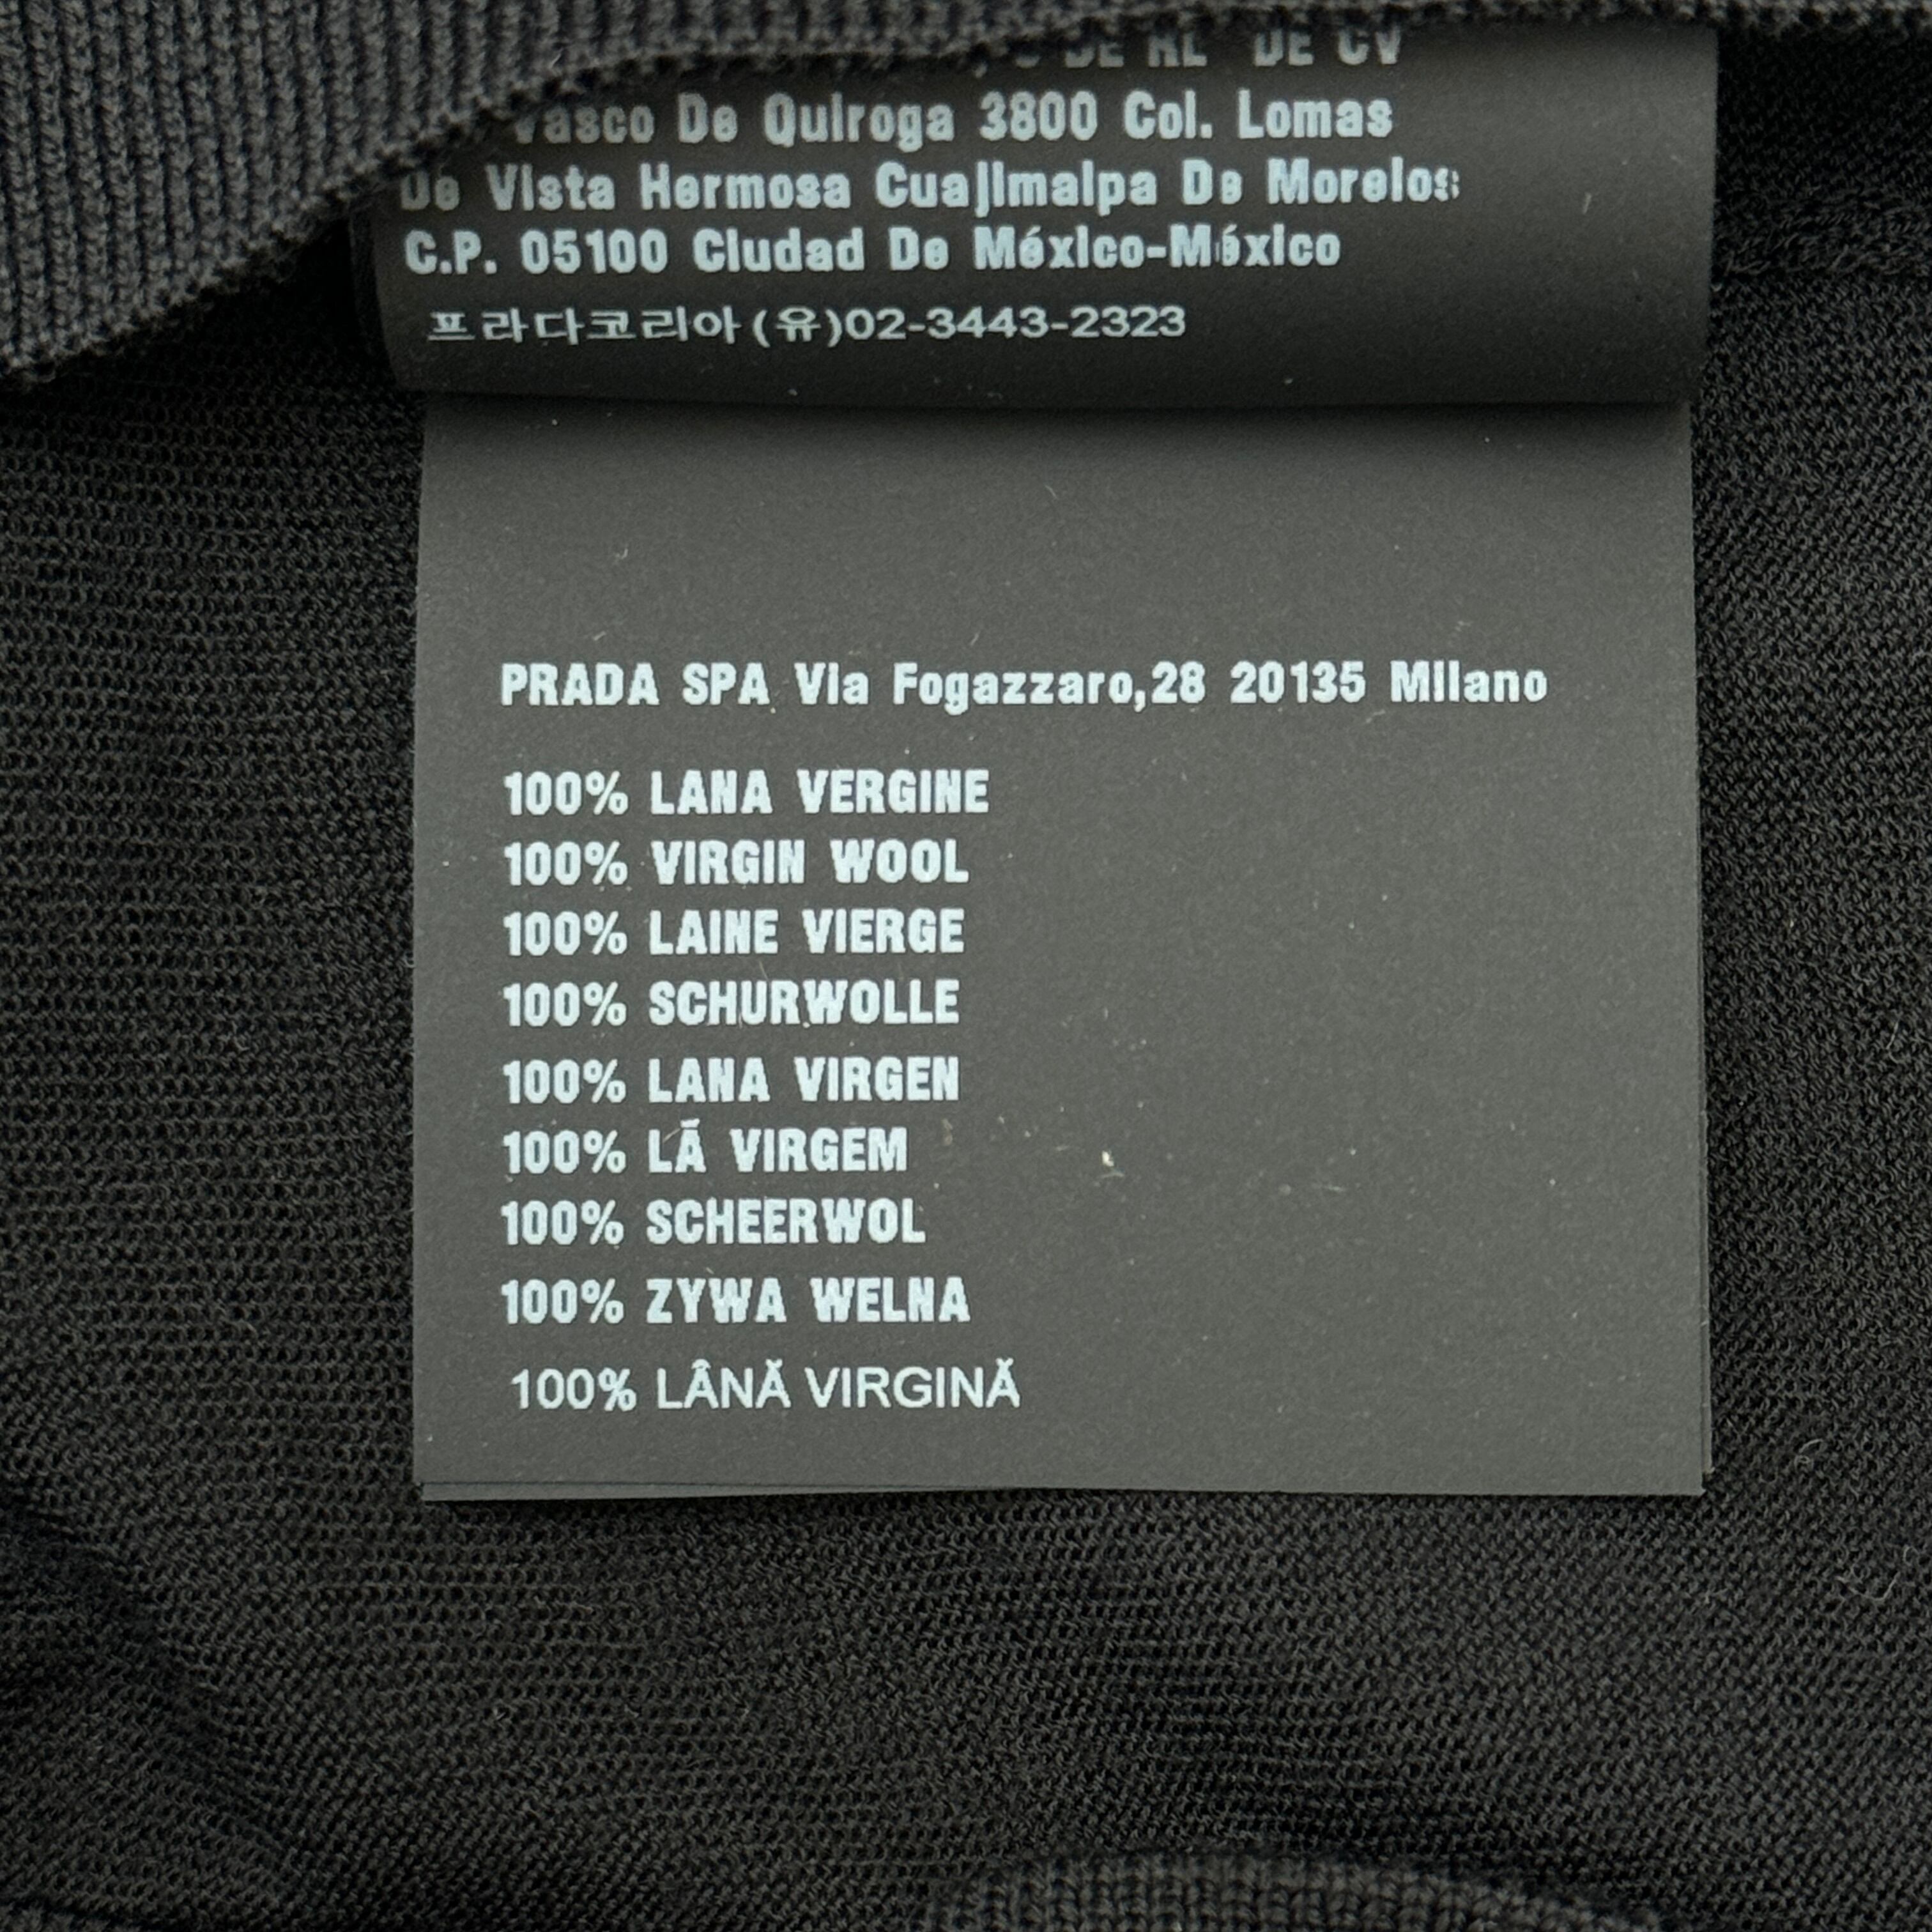 DE RL DE CV
Vasco De Quiroga 3800 Col. Lomas
De Vista Hermosa Cuajimalpa De Morelos
C.P. 05100 Ciudad De México-México
프라다코리아(유)02-3443-2323
PRADA SPA Via Fogazzaro,28 20135 Milano
100% LANA VERGINE
100% VIRGIN WOOL
100% LAINE VIERGE
100% SCHURWOLLE
100% LANA VIRGEN
100% LÃ VIRGEM
100% SCHEERWOL
100% ZYWA WELNA
100% LÂNĂ VIRGINĂ